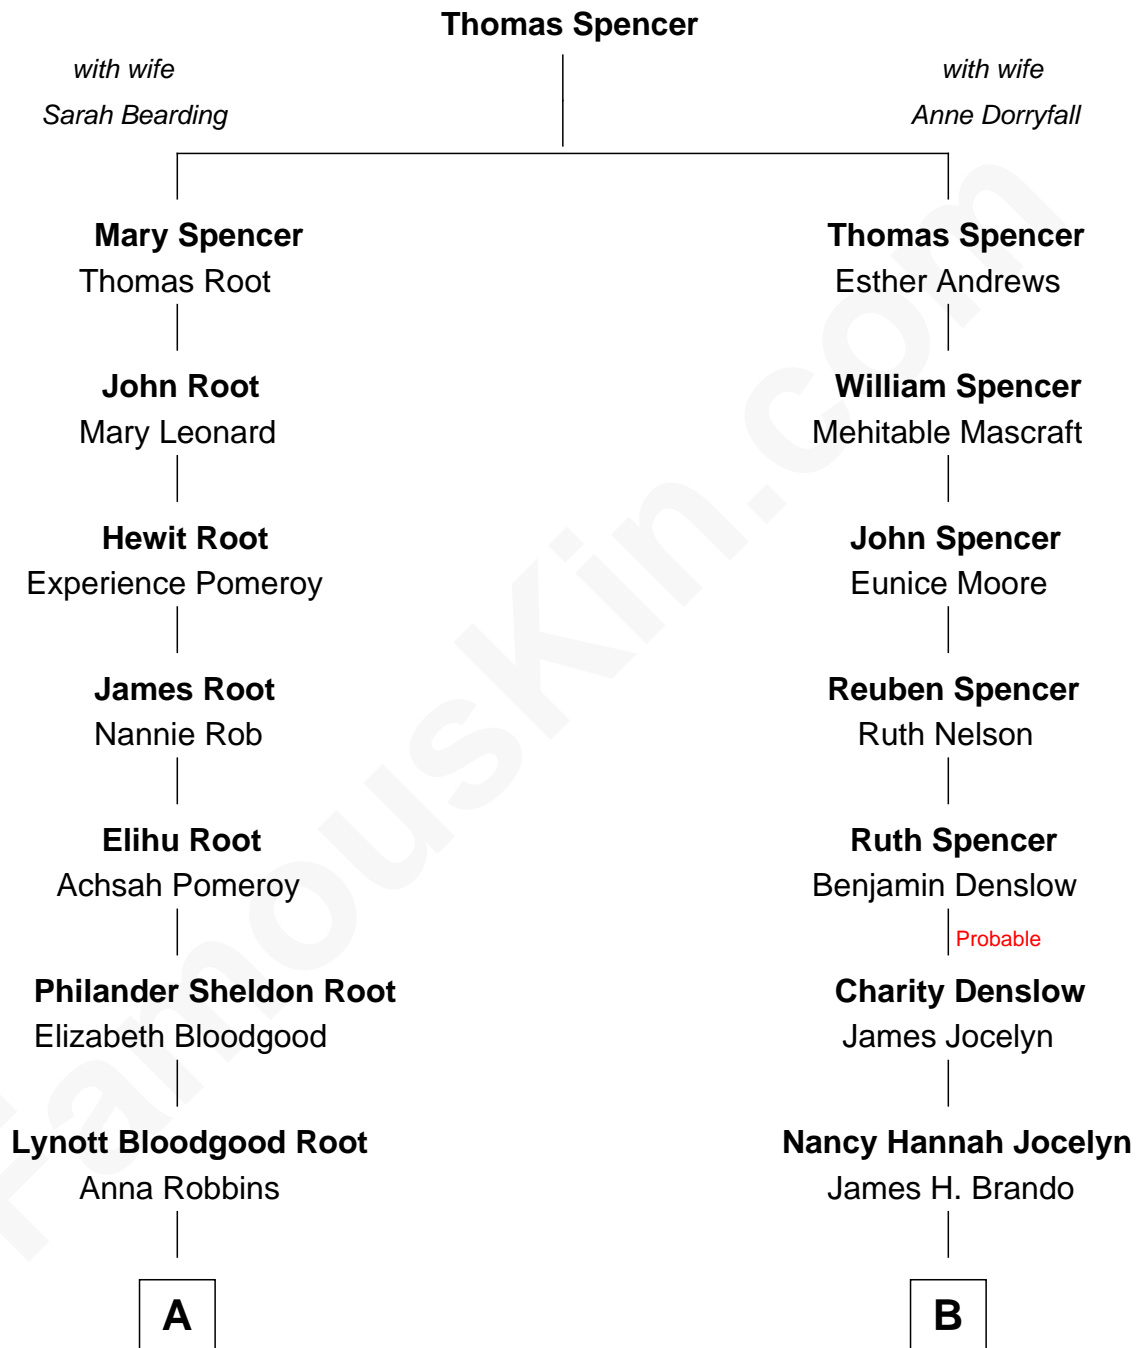 Thomas Spencer
with wife
Sarah Bearding
with wife
Anne Dorryfall
Mary Spencer
Thomas Root
Thomas Spencer
Esther Andrews
John Root
Mary Leonard
William Spencer
Mehitable Mascraft
Hewit Root
Experience Pomeroy
John Spencer
Eunice Moore
James Root
Nannie Rob
Reuben Spencer
Ruth Nelson
Elihu Root
Achsah Pomeroy
Ruth Spencer
Benjamin Denslow
Probable
Philander Sheldon Root
Elizabeth Bloodgood
Charity Denslow
James Jocelyn
Lynott Bloodgood Root
Anna Robbins
Nancy Hannah Jocelyn
James H. Brando
A
B
FamousKin.com